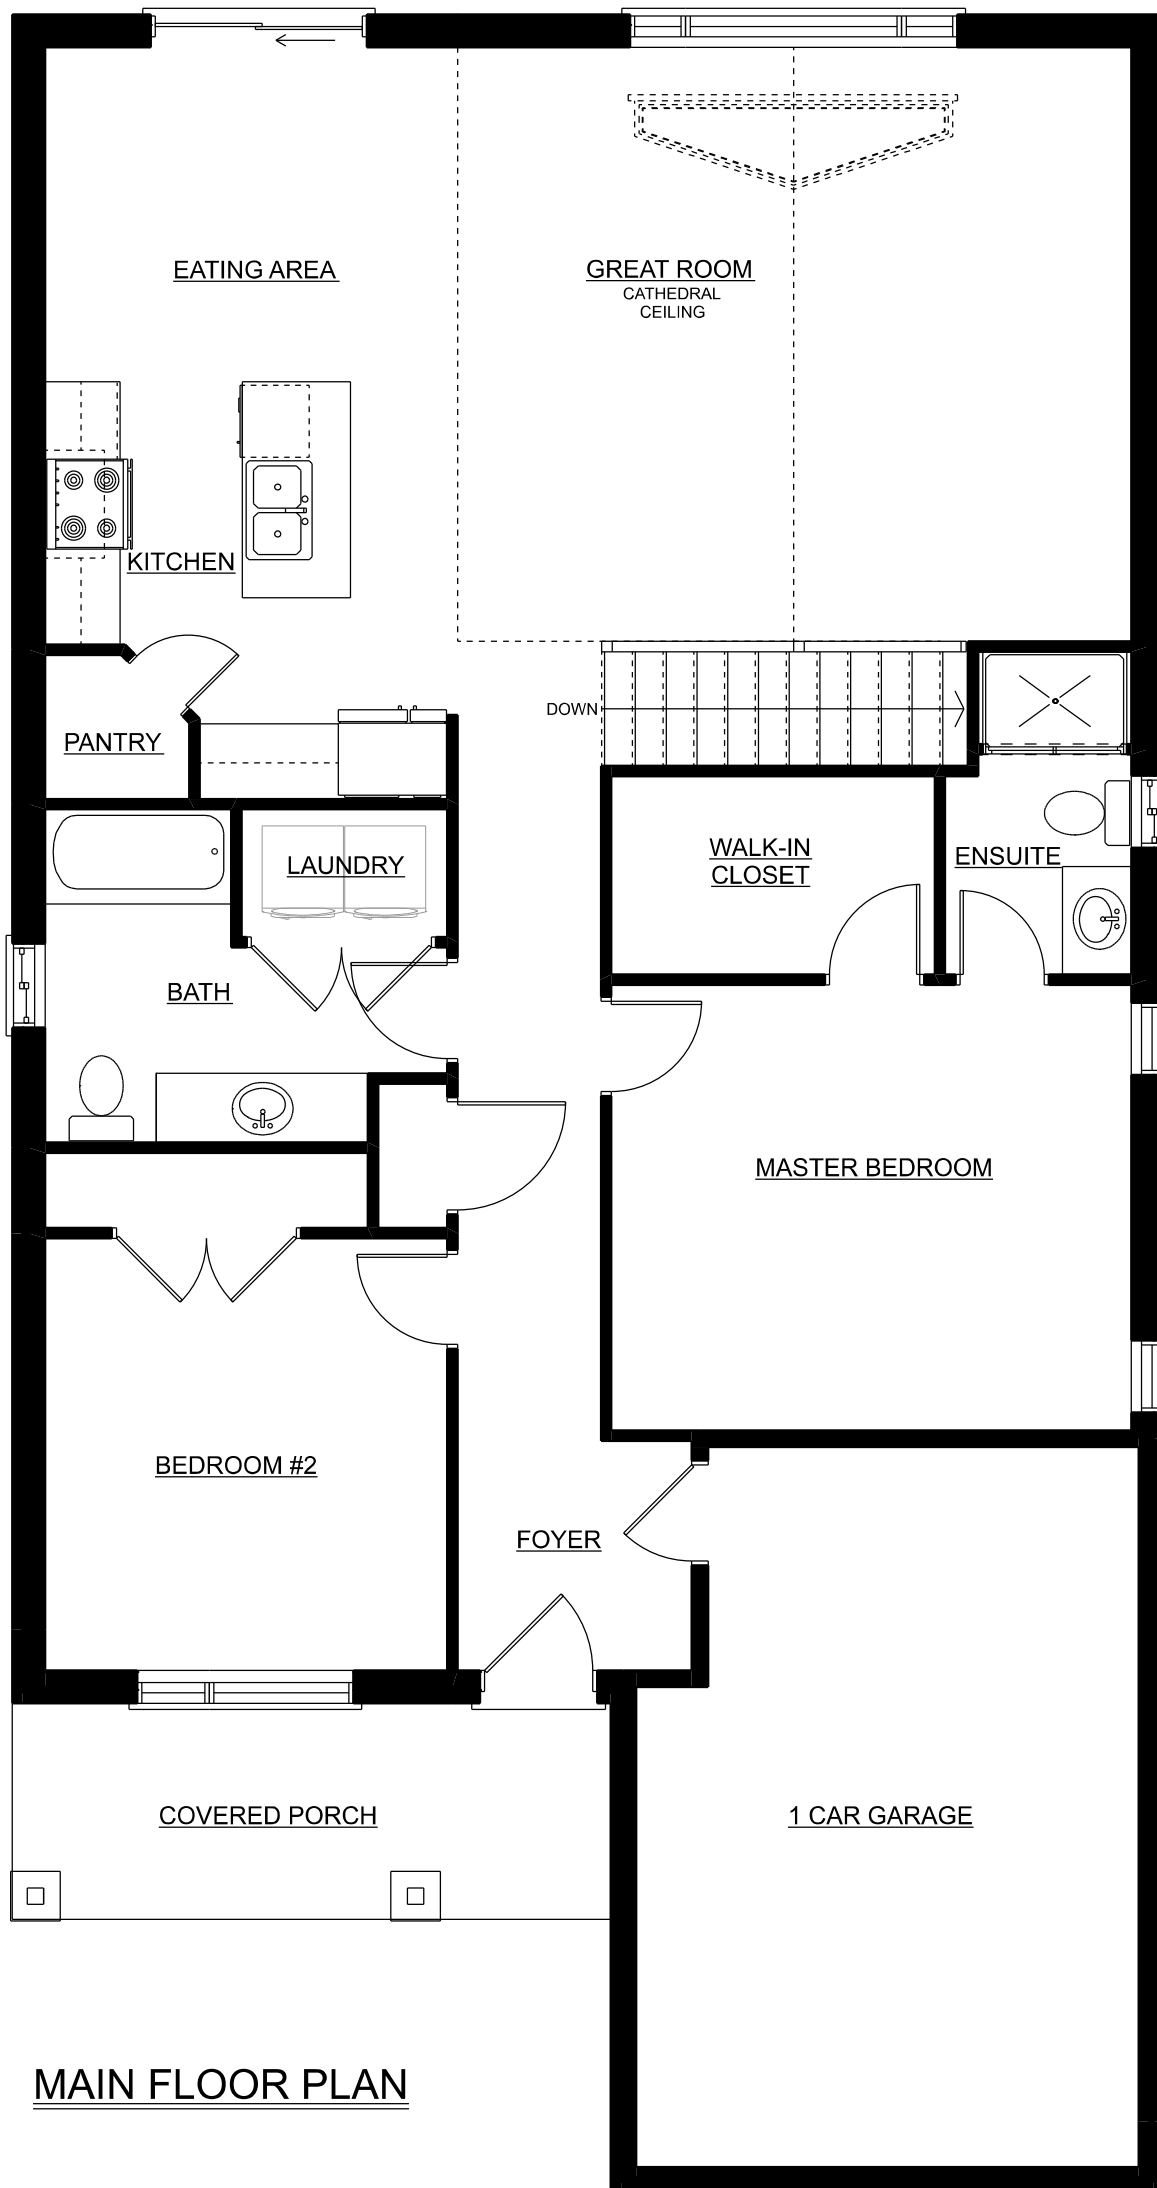 EATING AREA
GREAT ROOM
CATHEDRAL
CEILING
KITCHEN
DOWN
PANTRY
LAUNDRY
WALK-IN
CLOSET
ENSUITE
BATH
MASTER BEDROOM
BEDROOM #2
FOYER
COVERED PORCH
1 CAR GARAGE
MAIN FLOOR PLAN